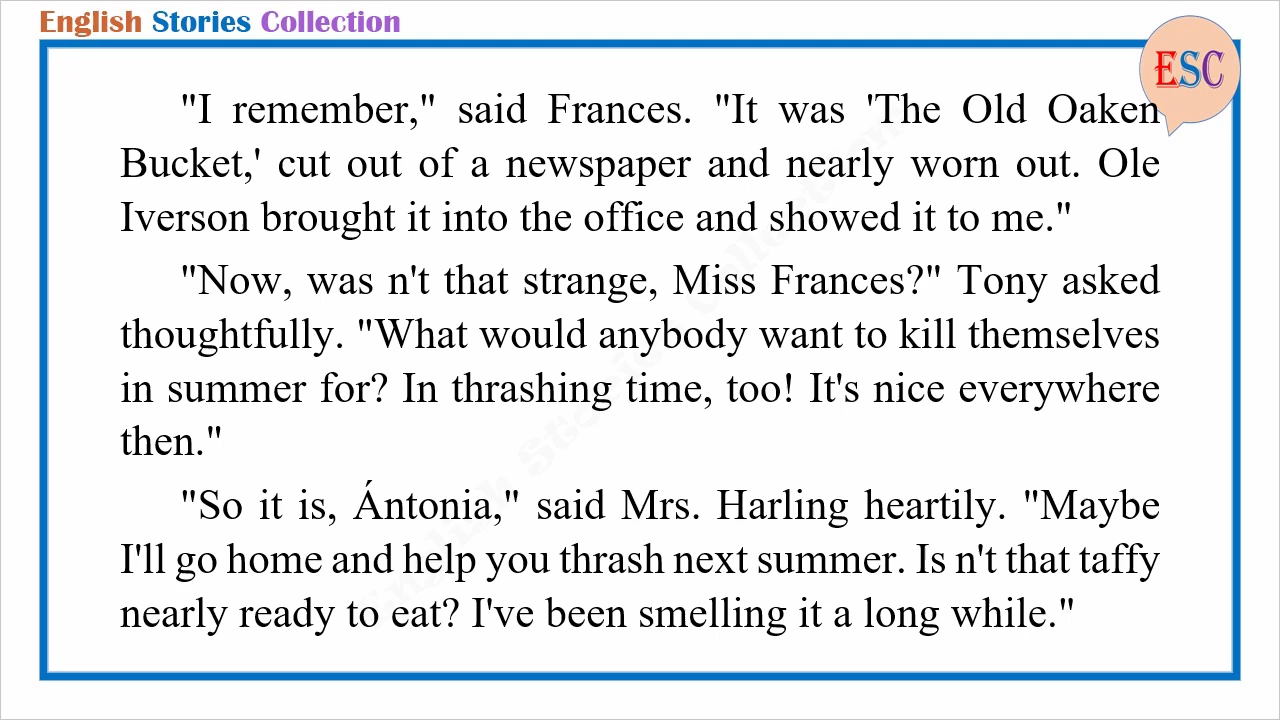 English Stories Collection
ESC
"I remember," said Frances. "It was 'The Old Oaken
Bucket,' cut out of a newspaper and nearly worn out. Ole
Iverson brought it into the office and showed it to me."
"Now, was n't that strange, Miss Frances?" Tony asked
thoughtfully. "What would anybody want to kill themselves
in summer for? In thrashing time, too! It's nice everywhere
then."
"So it is, Ántonia," said Mrs. Harling heartily. "Maybe
I'll go home and help you thrash next summer. Is n't that taffy
nearly ready to eat? I've been smelling it a long while."